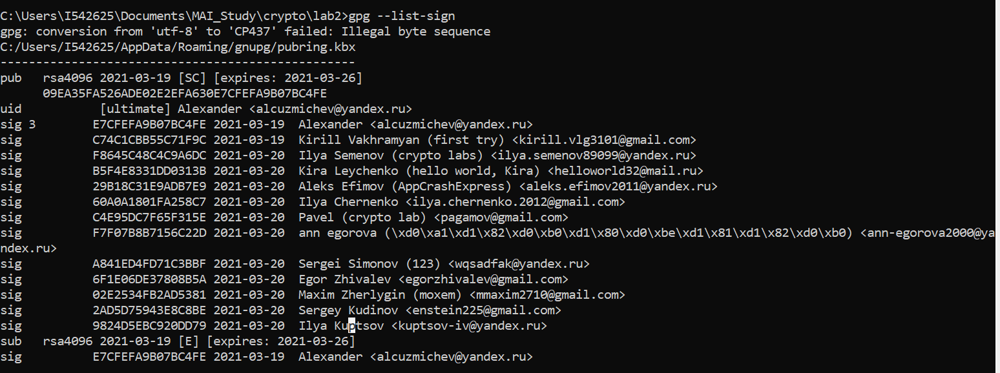 C:\Users\I542625\Documents\MAI_Study\crypto\lab2>gpg --list-sign
gpg: conversion from 'utf-8' to 'CP437' failed: Illegal byte sequence
C:/Users/I542625/AppData/Roaming/gnupg/pubring.kbx
--------------------------------------------------
pub   rsa4096 2021-03-19 [SC] [expires: 2021-03-26]
      09EA35FA526ADE02E2EFA630E7CFEFA9B07BC4FE
uid           [ultimate] Alexander <alcuzmichev@yandex.ru>
sig 3        E7CFEFA9B07BC4FE 2021-03-19  Alexander <alcuzmichev@yandex.ru>
sig          C74C1CBB55C71F9C 2021-03-19  Kirill Vakhramyan (first try) <kirill.vlg3101@gmail.com>
sig          F8645C48C4C9A6DC 2021-03-20  Ilya Semenov (crypto labs) <ilya.semenov89099@yandex.ru>
sig          B5F4E8331DD0313B 2021-03-20  Kira Leychenko (hello world, Kira) <helloworld32@mail.ru>
sig          29B18C31E9ADB7E9 2021-03-20  Aleks Efimov (AppCrashExpress) <aleks.efimov2011@yandex.ru>
sig          60A0A1801FA258C7 2021-03-20  Ilya Chernenko <ilya.chernenko.2012@gmail.com>
sig          C4E95DC7F65F315E 2021-03-20  Pavel (crypto lab) <pagamov@gmail.com>
sig          F7F07B8B7156C22D 2021-03-20  ann egorova (\xd0\xa1\xd1\x82\xd0\xb0\xd1\x80\xd0\xbe\xd1\x81\xd1\x82\xd0\xb0) <ann-egorova2000@ya
ndex.ru>
sig          A841ED4FD71C3BBF 2021-03-20  Sergei Simonov (123) <wqsadfak@yandex.ru>
sig          6F1E06DE37808B5A 2021-03-20  Egor Zhivalev <egorzhivalev@gmail.com>
sig          02E2534FB2AD5381 2021-03-20  Maxim Zherlygin (moxem) <mmaxim2710@gmail.com>
sig          2AD5D75943E8C8BE 2021-03-20  Sergey Kudinov <enstein225@gmail.com>
sig          9824D5EBC920DD79 2021-03-20  Ilya Kuptsov <kuptsov-iv@yandex.ru>
sub   rsa4096 2021-03-19 [E] [expires: 2021-03-26]
sig          E7CFEFA9B07BC4FE 2021-03-19  Alexander <alcuzmichev@yandex.ru>